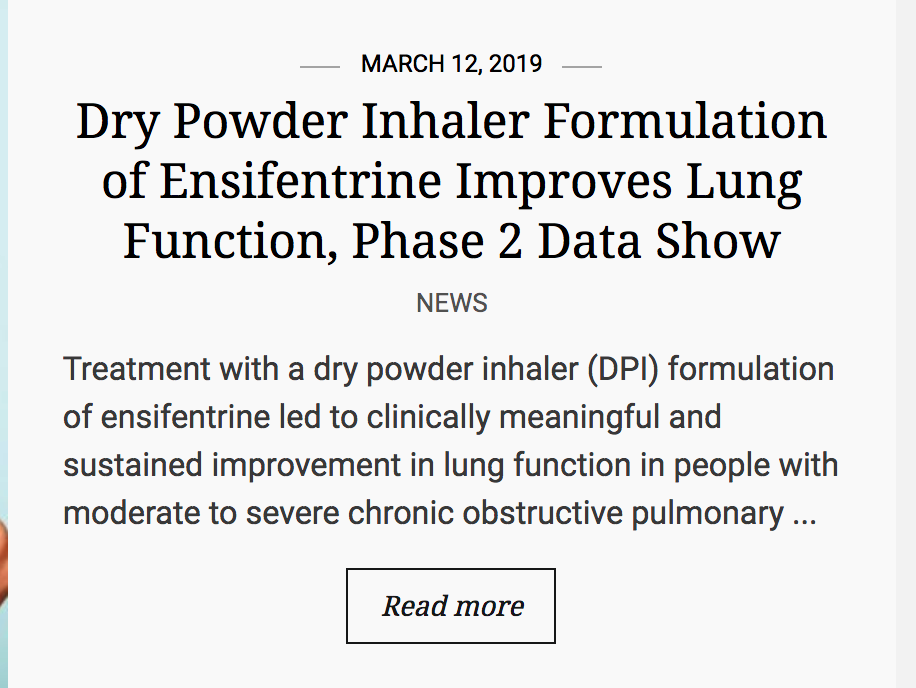 MARCH 12, 2019
Dry Powder Inhaler Formulation
of Ensifentrine Improves Lung
Function, Phase 2 Data Show
NEWS
Treatment with a dry powder inhaler (DPI) formulation
of ensifentrine led to clinically meaningful and
sustained improvement in lung function in people with
moderate to severe chronic obstructive pulmonary ...
Read more